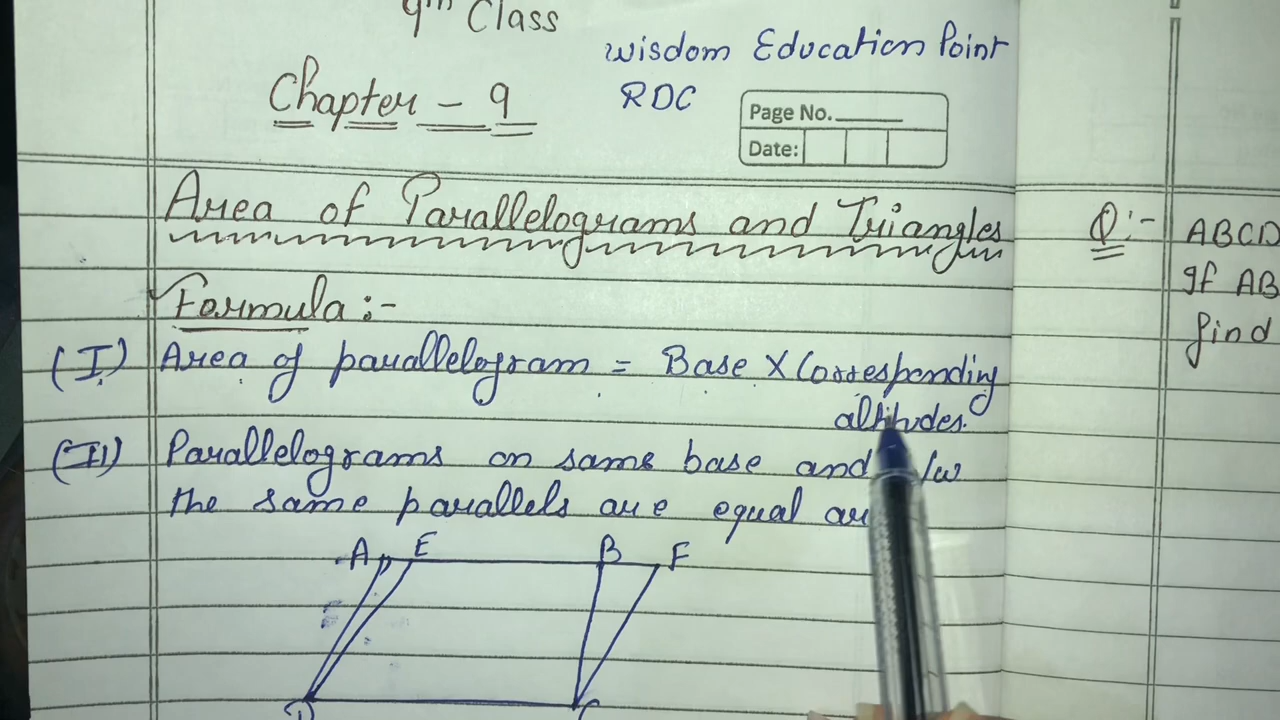 9th Class
Wisdom Education Point
RDC
Chapter - 9
Page No.
Date:
Area of Parallelograms and Triangles
Formula :-
(I) Area of parallelogram = Base X Corresponding
altitudes.
(II) Parallelograms on same base and /w
the same parallels are equal
A E B F
D C
Q:- ABCD
If AB
find